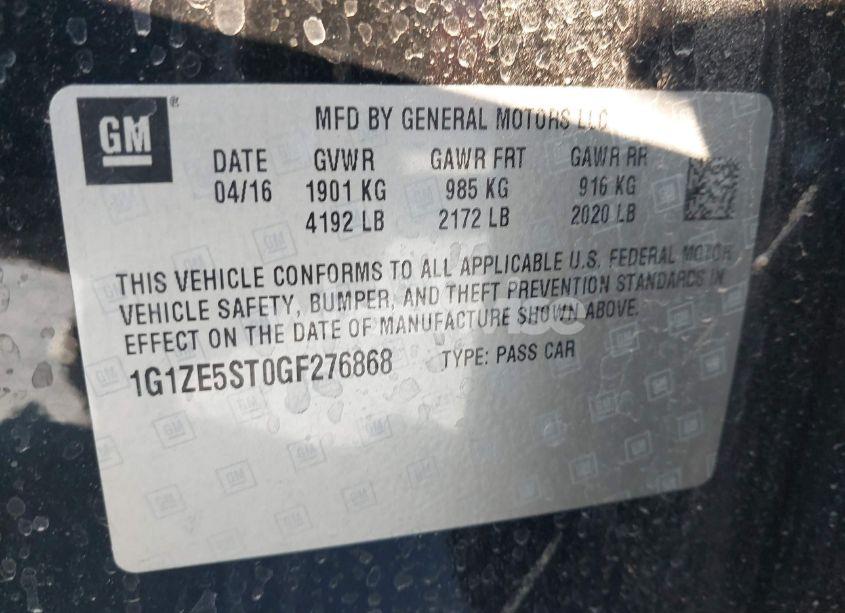 GM®
MFD BY GENERAL MOTORS LLC
DATE GVWR GAWR FRT GAWR RR
04/16 1901 KG 985 KG 916 KG
4192 LB 2172 LB 2020 LB
THIS VEHICLE CONFORMS TO ALL APPLICABLE U.S. FEDERAL MOTOR
VEHICLE SAFETY, BUMPER, AND THEFT PREVENTION STANDARDS IN
EFFECT ON THE DATE OF MANUFACTURE SHOWN ABOVE.
1G1ZE5ST0GF276868 TYPE: PASS CAR